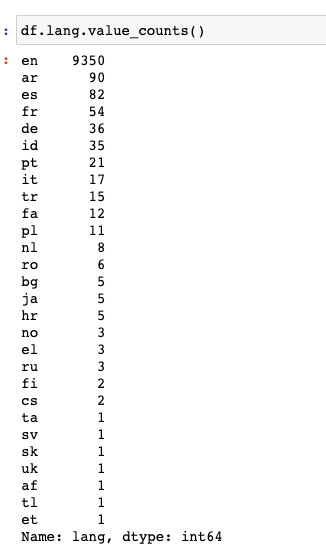 : df.lang.value_counts()
: en 9350
ar 90
es 82
fr 54
de 36
id 35
pt 21
it 17
tr 15
fa 12
pl 11
nl 8
ro 6
bg 5
ja 5
hr 5
no 3
el 3
ru 3
fi 2
cs 2
ta 1
sv 1
sk 1
uk 1
af 1
tl 1
et 1
Name: lang, dtype: int64